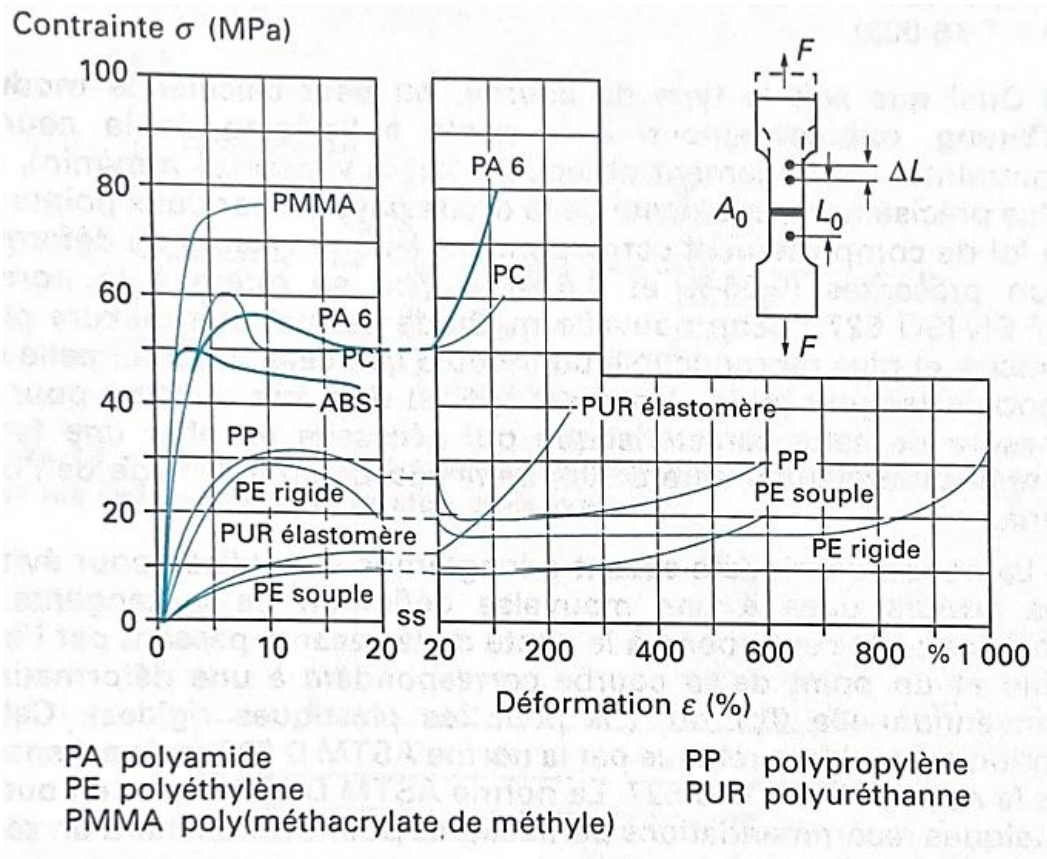 Contrainte σ (MPa)
100
80
60
40
20
0
PMMA
PA 6
PC
ABS
PP
PE rigide
PUR élastomère
PE souple
PA 6
PC
PUR élastomère
PP
PE souple
PE rigide
F
ΔL
A₀
L₀
F
0
10
20
ss
20
200
400
600
800
% 1 000
Déformation ε (%)
PA polyamide
PE polyéthylène
PMMA poly(méthacrylate de méthyle)
PP polypropylène
PUR polyuréthanne